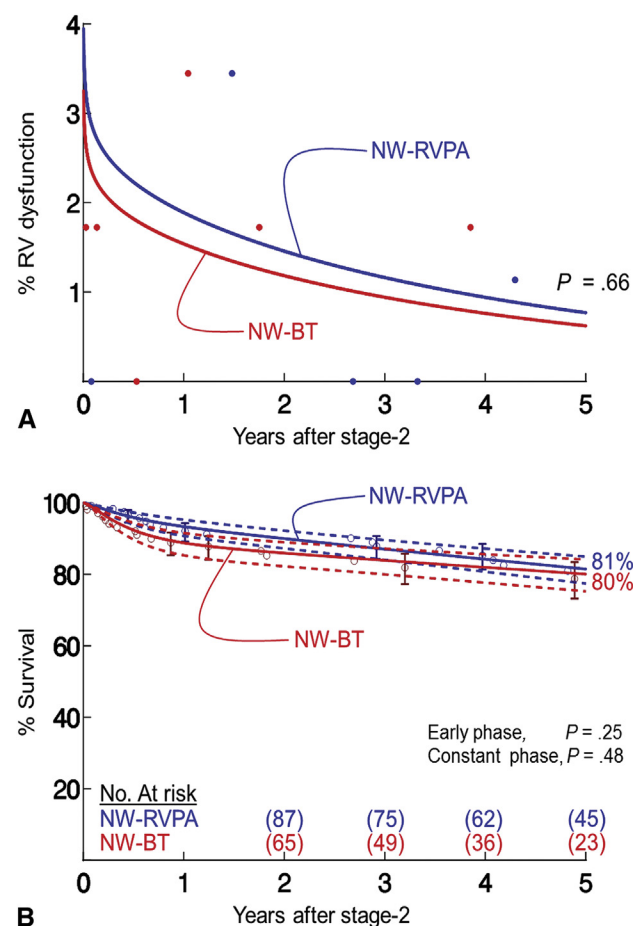 4
3
2
1
% RV dysfunction
NW-RVPA
NW-BT
P = .66
0 1 2 3 4 5
Years after stage-2
A
100
80
60
40
20
% Survival
NW-RVPA
81%
80%
NW-BT
Early phase, P = .25
Constant phase, P = .48
No. At risk
NW-RVPA (87) (75) (62) (45)
NW-BT (65) (49) (36) (23)
0 1 2 3 4 5
Years after stage-2
B